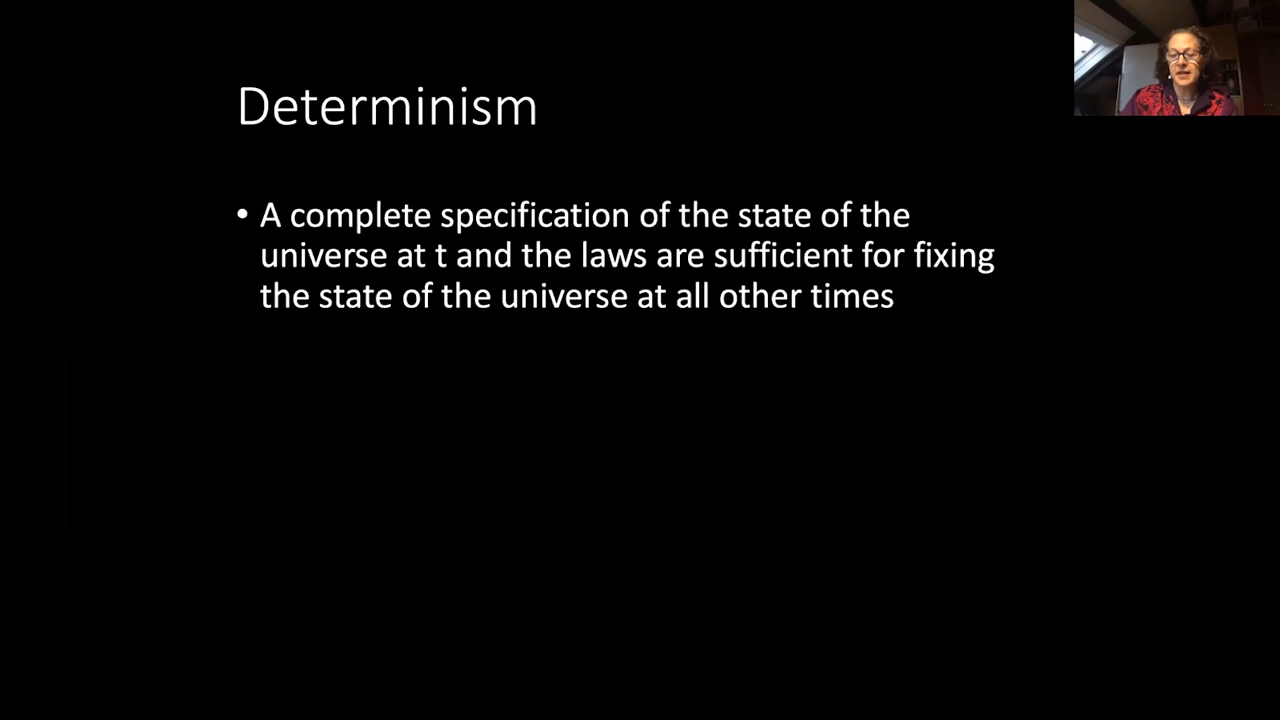 Determinism
• A complete specification of the state of the
universe at t and the laws are sufficient for fixing
the state of the universe at all other times